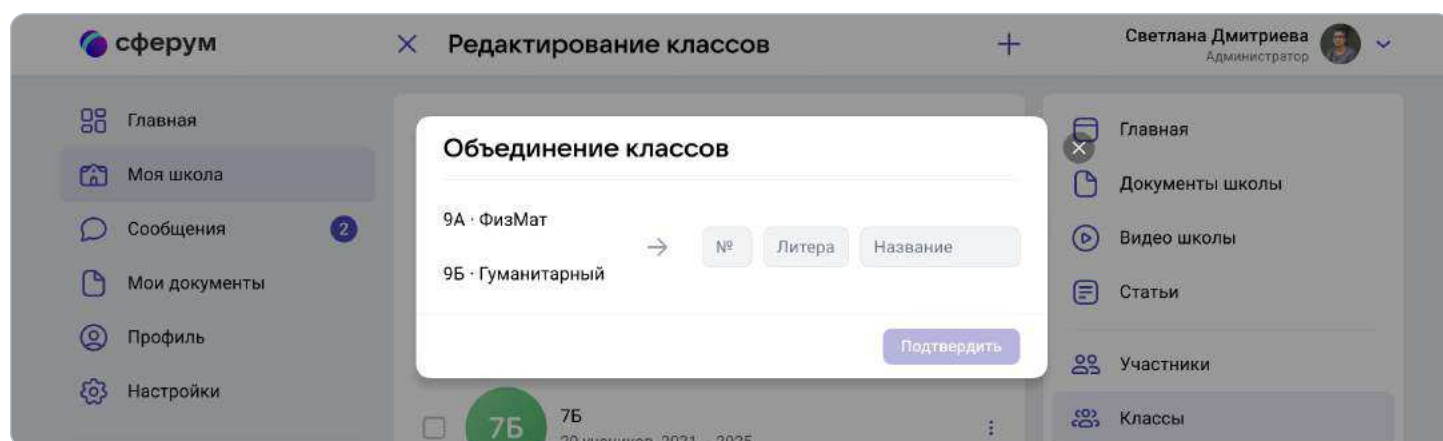 сферум
Редактирование классов
Светлана Дмитриева
Администратор
Главная
Моя школа
Сообщения 2
Мои документы
Профиль
Настройки
Объединение классов
9А · ФизМат
9Б · Гуманитарный
№ Литера Название
Подтвердить
7Б
7Б
Главная
Документы школы
Видео школы
Статьи
Участники
Классы